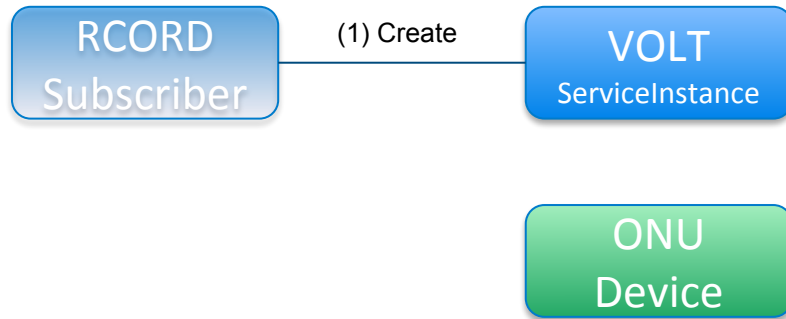 RCORD
Subscriber
(1) Create
VOLT
ServiceInstance
ONU
Device